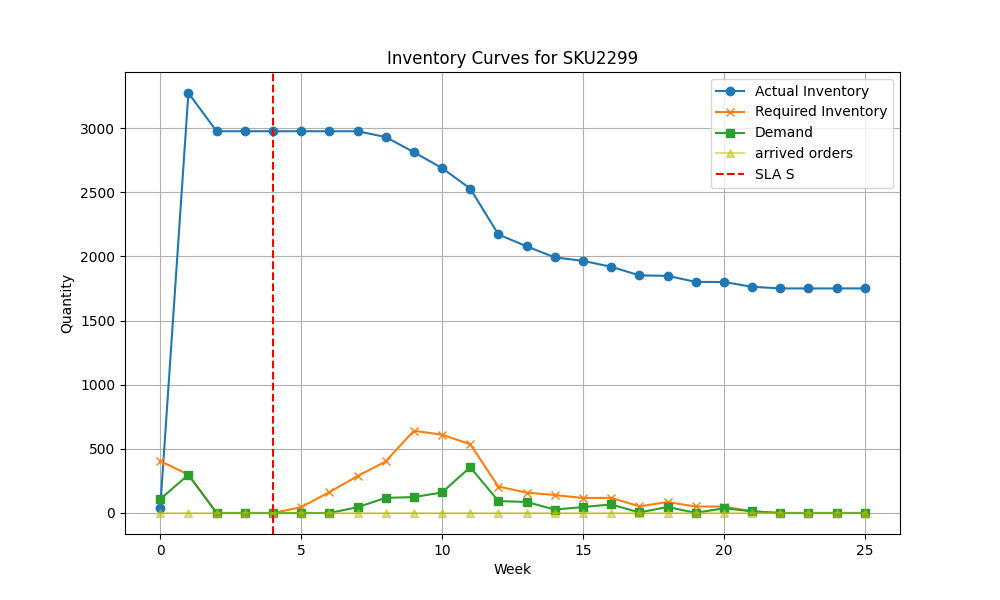 Inventory Curves for SKU2299
Actual Inventory
Required Inventory
Demand
arrived orders
SLA S
Quantity
3000
2500
2000
1500
1000
500
0
0 5 10 15 20 25
Week